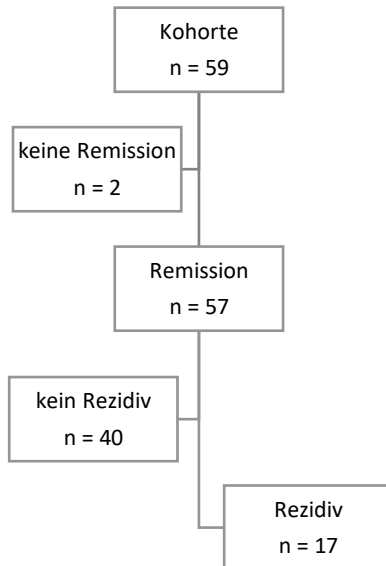 Kohorte
n = 59
keine Remission
n = 2
Remission
n = 57
kein Rezidiv
n = 40
Rezidiv
n = 17